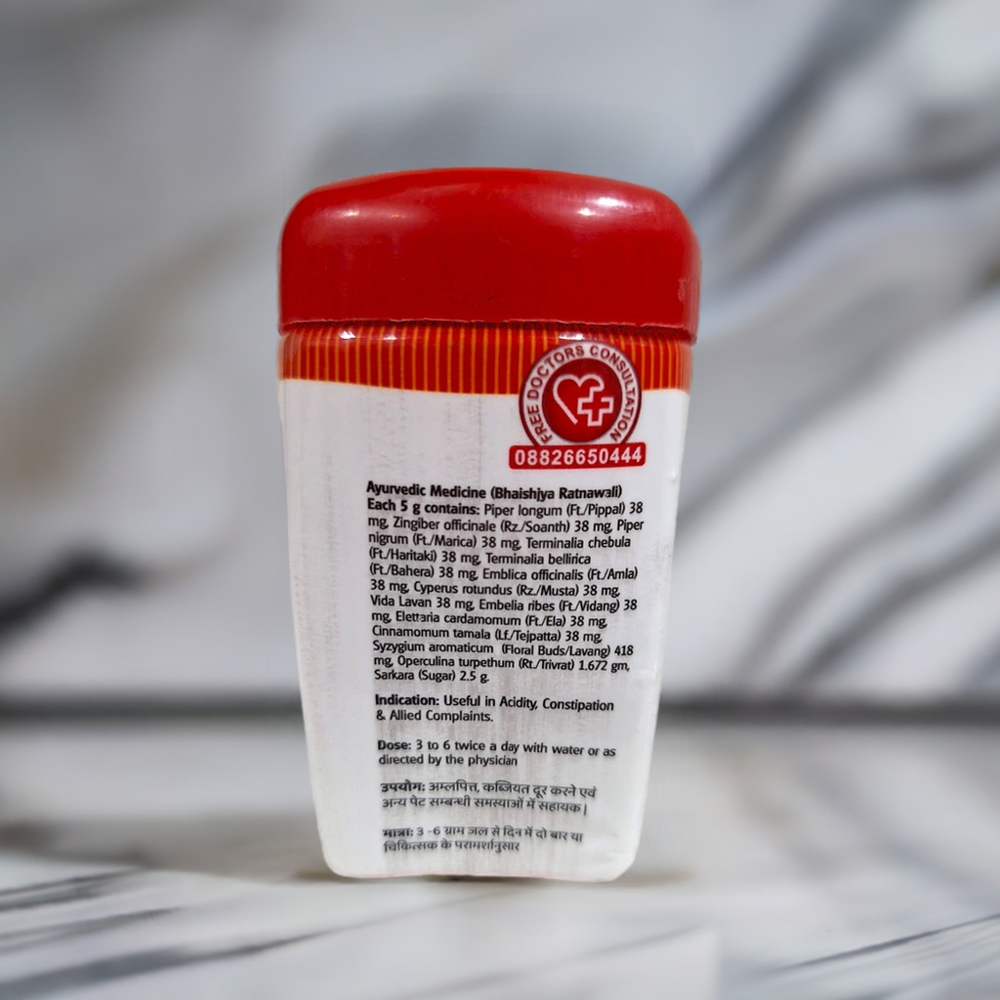 FREE DOCTORS CONSULTATION
08826650444
Ayurvedic Medicine (Bhaishjya Ratnawali)
Each 5 g contains: Piper longum (Ft./Pippal) 38
mg, Zingiber officinale (Rz./Soanth) 38 mg, Piper
nigrum (Ft./Marica) 38 mg, Terminalia chebula
(Ft./Haritaki) 38 mg, Terminalia bellirica
(Ft./Bahera) 38 mg, Emblica officinalis (Ft./Amla)
38 mg, Cyperus rotundus (Rz./Musta) 38 mg,
Vida Lavan 38 mg, Embelia ribes (Ft./Vidang) 38
mg, Elettaria cardamomum (Ft./Ela) 38 mg,
Cinnamomum tamala (Lf./Tejpatta) 38 mg,
Syzygium aromaticum (Floral Buds/Lavang) 418
mg, Operculina turpethum (Rt./Trivrat) 1.672 gm,
Sarkara (Sugar) 2.5 g.
Indication: Useful in Acidity, Constipation
& Allied Complaints.
Dose: 3 to 6 twice a day with water or as
directed by the physician
उपयोग: अम्लपित्त, कब्जियत दूर करने एवं
अन्य पेट सम्बन्धी समस्याओं में सहायक|
मात्रा: 3 -6 ग्राम जल से दिन में दो बार या
चिकित्सक के परामर्शानुसार